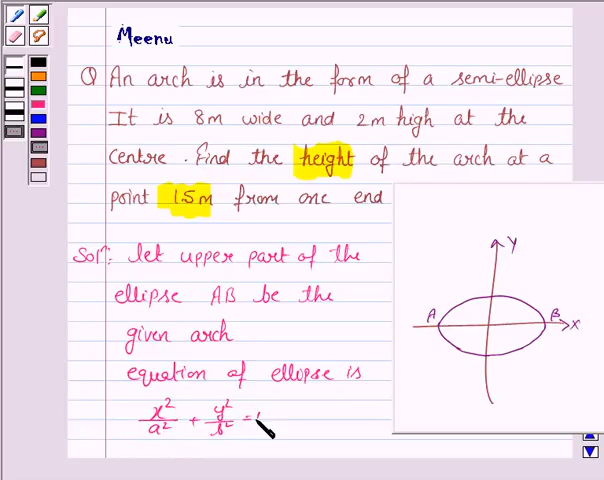 Meenu
Q An arch is in the form of a semi-ellipse
It is 8m wide and 2m high at the
centre. Find the height of the arch at a
point 1.5m from one end
Solⁿ: let upper part of the
ellipse AB be the
given arch
equation of ellipse is
x²/a² + y²/b² = 1
Y
A
B
X